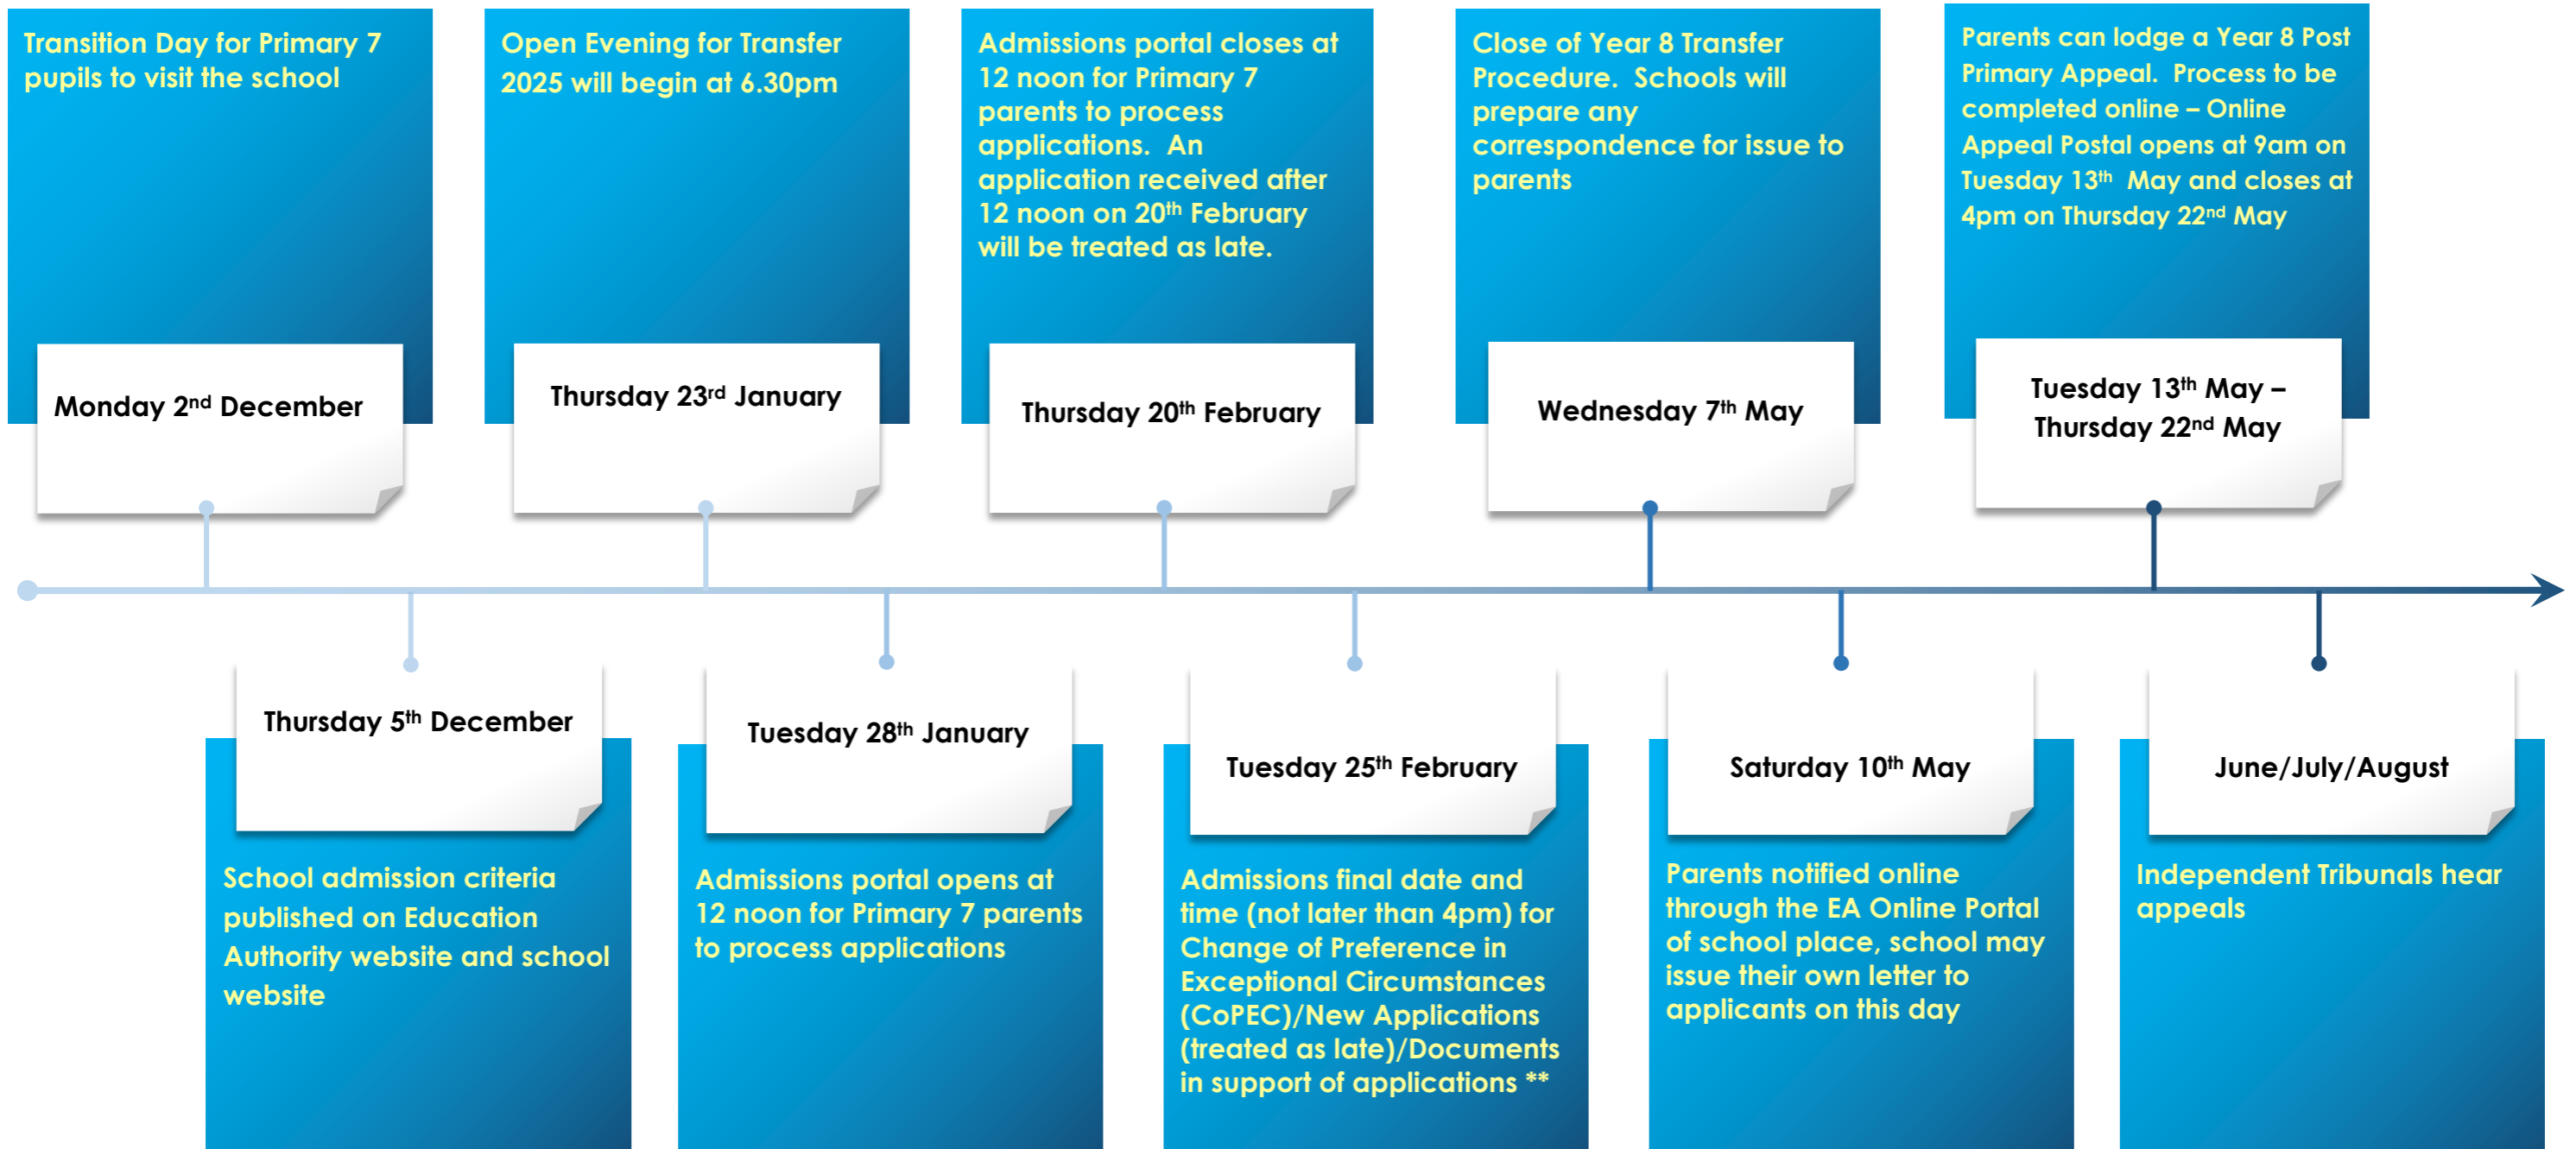 Transition Day for Primary 7
pupils to visit the school
Monday 2nd December
Open Evening for Transfer
2025 will begin at 6.30pm
Thursday 23rd January
Admissions portal closes at
12 noon for Primary 7
parents to process
applications.  An
application received after
12 noon on 20th February
will be treated as late.
Thursday 20th February
Close of Year 8 Transfer
Procedure.  Schools will
prepare any
correspondence for issue to
parents
Wednesday 7th May
Parents can lodge a Year 8 Post
Primary Appeal.  Process to be
completed online – Online
Appeal Postal opens at 9am on
Tuesday 13th  May and closes at
4pm on Thursday 22nd May
Tuesday 13th May –
Thursday 22nd May
Thursday 5th December
School admission criteria
published on Education
Authority website and school
website
Tuesday 28th January
Admissions portal opens at
12 noon for Primary 7 parents
to process applications
Tuesday 25th February
Admissions final date and
time (not later than 4pm) for
Change of Preference in
Exceptional Circumstances
(CoPEC)/New Applications
(treated as late)/Documents
in support of applications **
Saturday 10th May
Parents notified online
through the EA Online Portal
of school place, school may
issue their own letter to
applicants on this day
June/July/August
Independent Tribunals hear
appeals